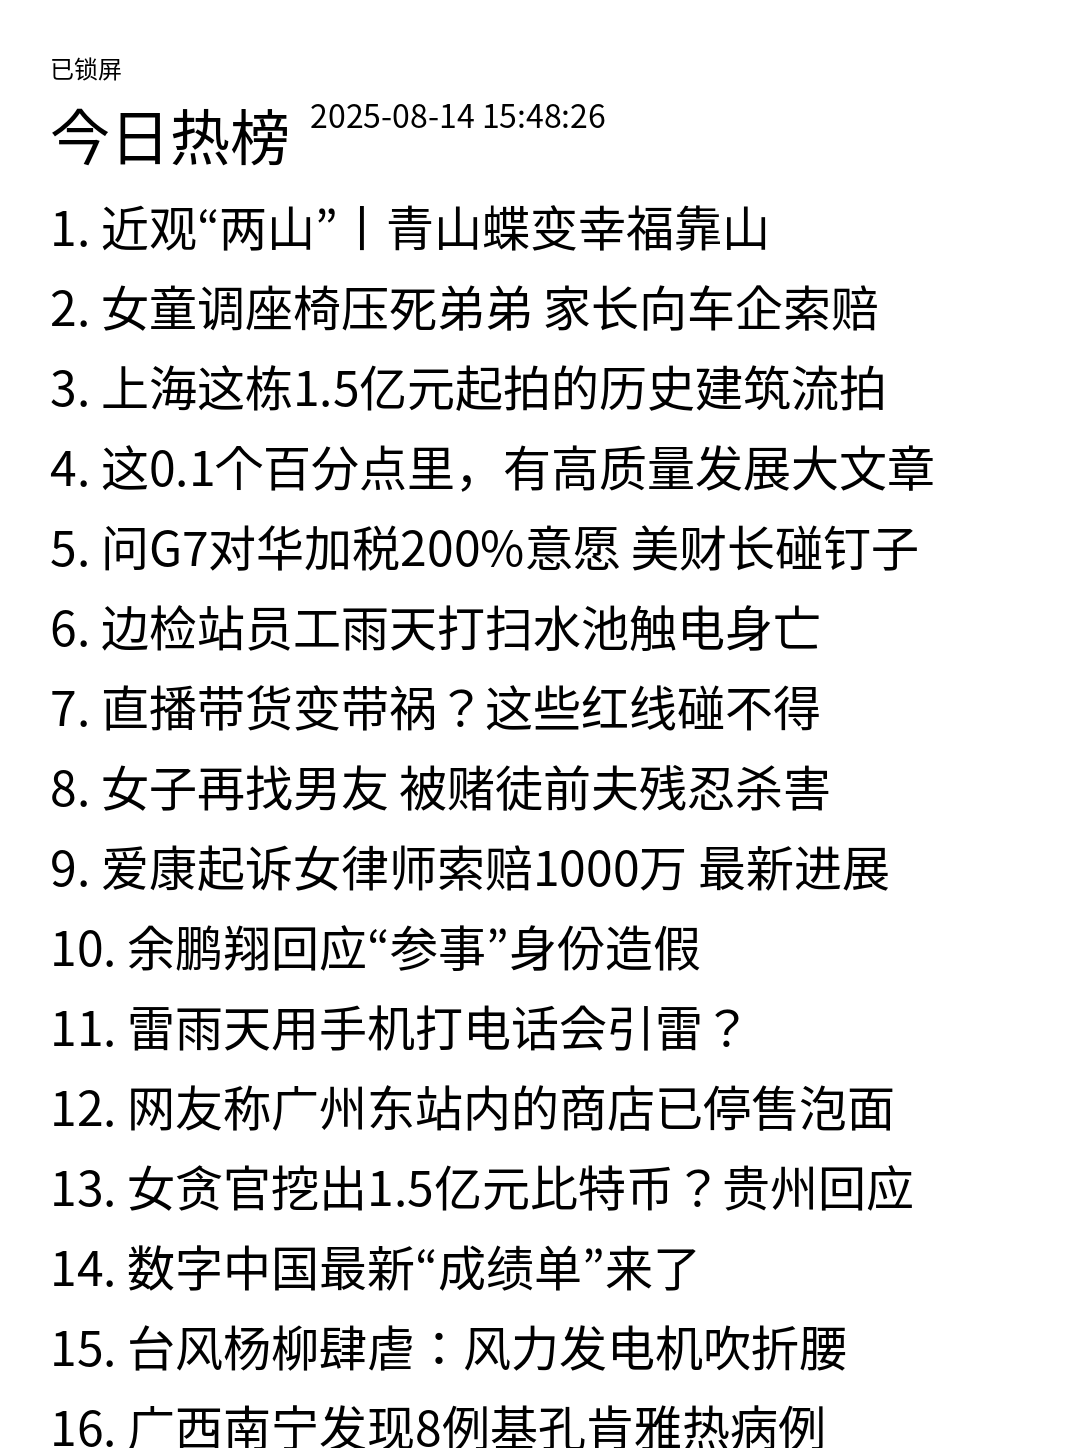 已锁屏
今日热榜 2025-08-14 15:48:26
1. 近观“两山”丨青山蝶变幸福靠山
2. 女童调座椅压死弟弟 家长向车企索赔
3. 上海这栋1.5亿元起拍的历史建筑流拍
4. 这0.1个百分点里，有高质量发展大文章
5. 问G7对华加税200%意愿 美财长碰钉子
6. 边检站员工雨天打扫水池触电身亡
7. 直播带货变带祸？这些红线碰不得
8. 女子再找男友 被赌徒前夫残忍杀害
9. 爱康起诉女律师索赔1000万 最新进展
10. 余鹏翔回应“参事”身份造假
11. 雷雨天用手机打电话会引雷？
12. 网友称广州东站内的商店已停售泡面
13. 女贪官挖出1.5亿元比特币？贵州回应
14. 数字中国最新“成绩单”来了
15. 台风杨柳肆虐：风力发电机吹折腰
16. 广西南宁发现8例基孔肯雅热病例